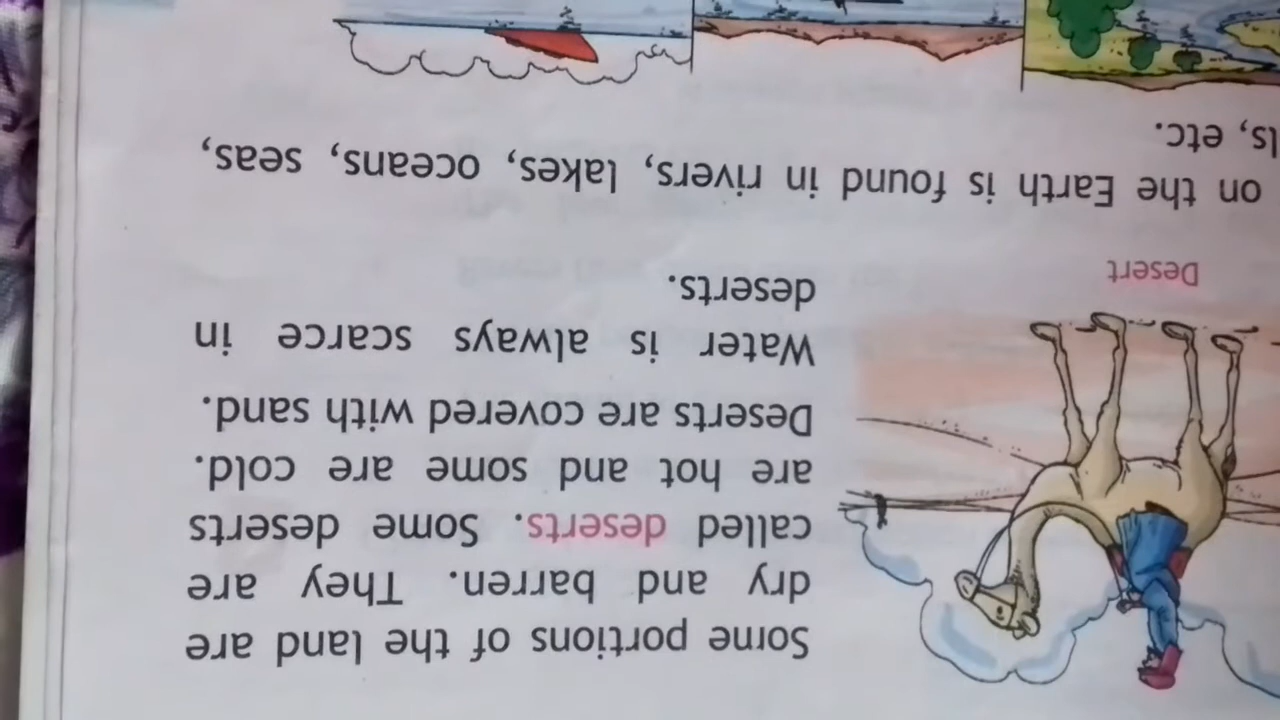 Some portions of the land are
dry and barren. They are
called deserts. Some deserts
are hot and some are cold.
Deserts are covered with sand.
Water is always scarce in
deserts.
Desert
on the Earth is found in rivers, lakes, oceans, seas,
etc.